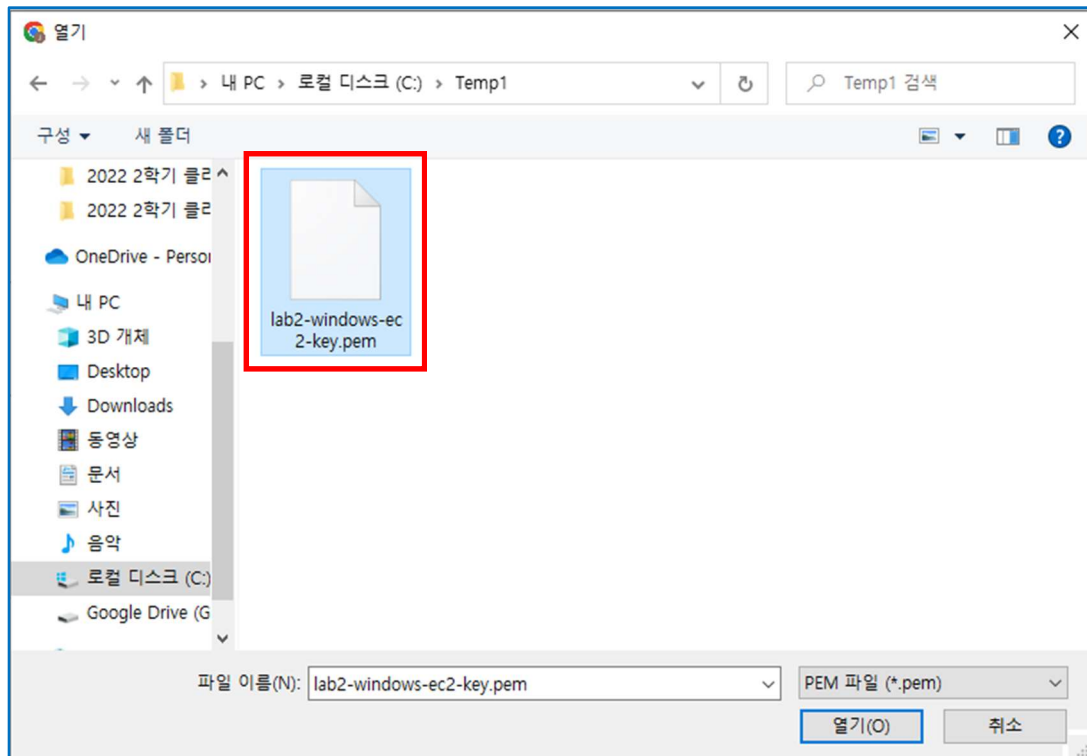 열기
내 PC > 로컬 디스크 (C:) > Temp1
Temp1 검색
구성
새 폴더
2022 2학기 클
2022 2학기 클
OneDrive - Person
내 PC
3D 개체
Desktop
Downloads
동영상
문서
사진
음악
로컬 디스크 (C:)
Google Drive (G
lab2-windows-ec
2-key.pem
파일 이름(N):
lab2-windows-ec2-key.pem
PEM 파일 (*.pem)
열기(O)
취소